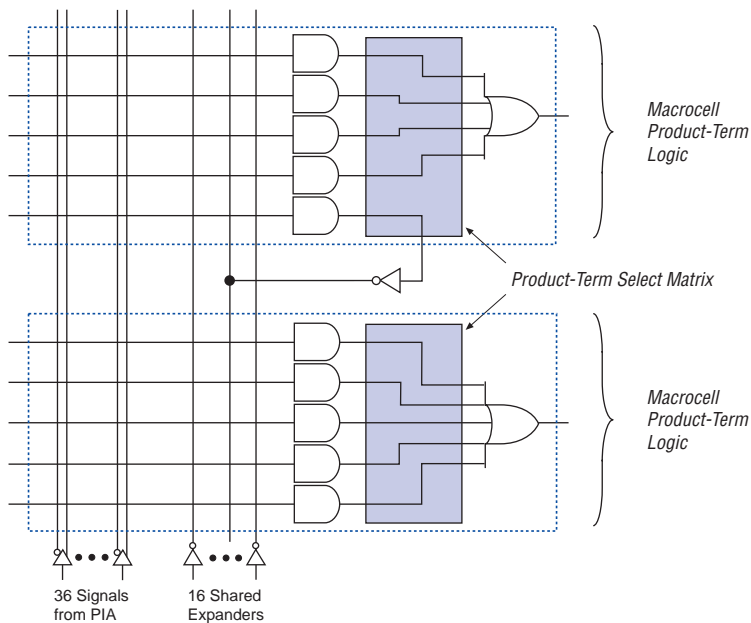 Macrocell
Product-Term
Logic
Product-Term Select Matrix
Macrocell
Product-Term
Logic
36 Signals
from PIA
16 Shared
Expanders